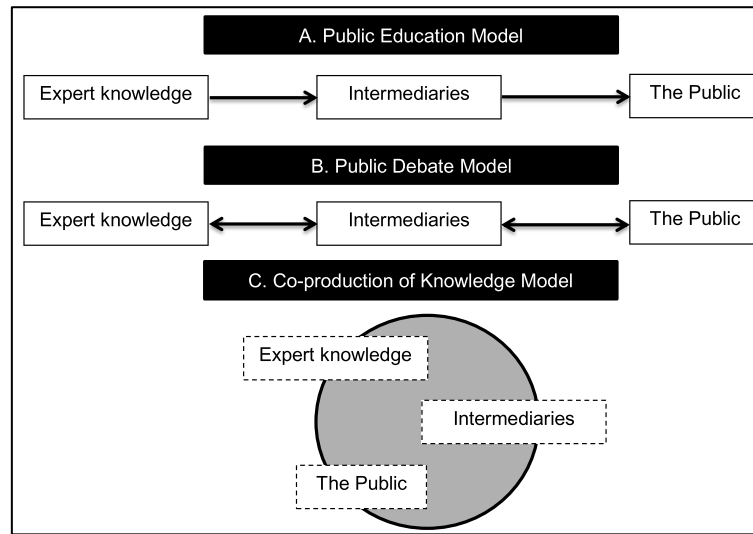 A. Public Education Model
Expert knowledge
Intermediaries
The Public
B. Public Debate Model
Expert knowledge
Intermediaries
The Public
C. Co-production of Knowledge Model
Expert knowledge
Intermediaries
The Public